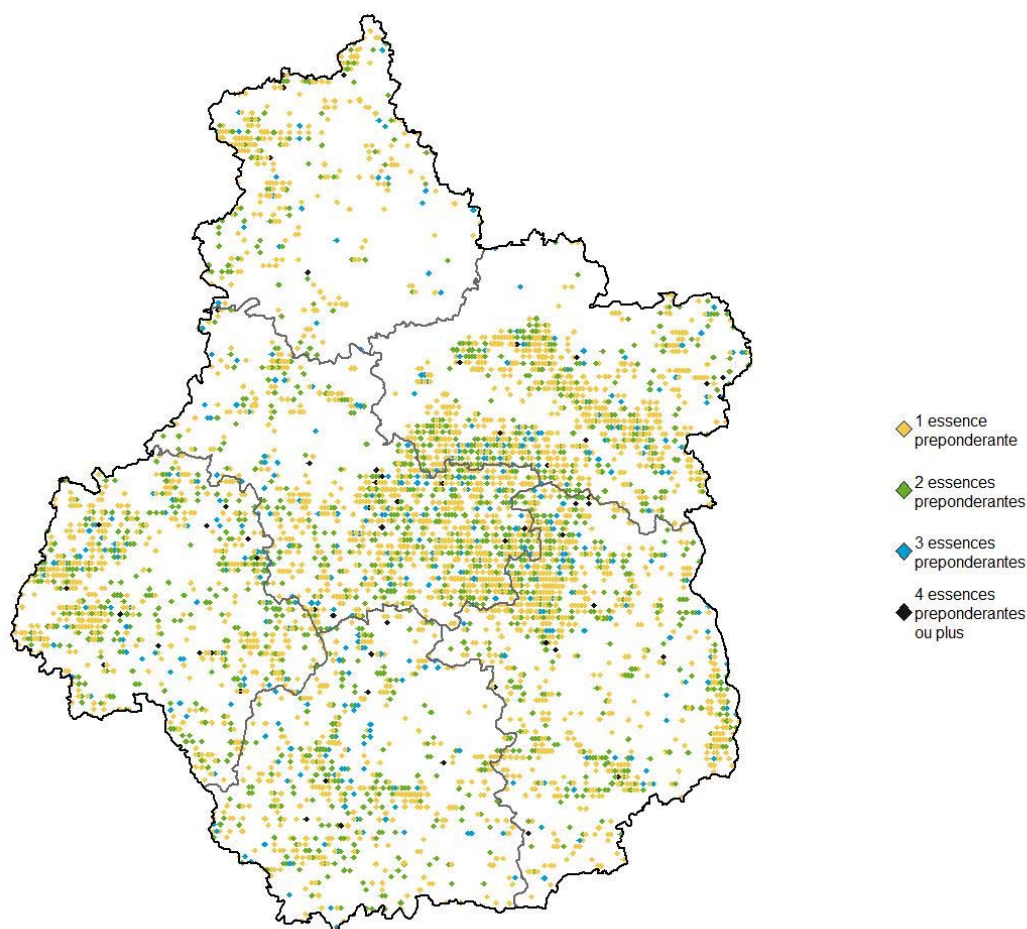 1 essence
preponderante
2 essences
preponderantes
3 essences
preponderantes
4 essences
preponderantes
ou plus